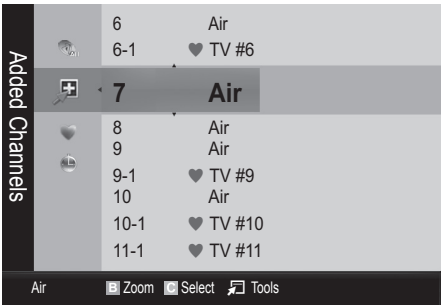 Added Channels
6 Air
6-1 ♥ TV #6
7 Air
8 Air
9 Air
9-1 ♥ TV #9
10 Air
10-1 ♥ TV #10
11-1 ♥ TV #11
Air B Zoom C Select Tools